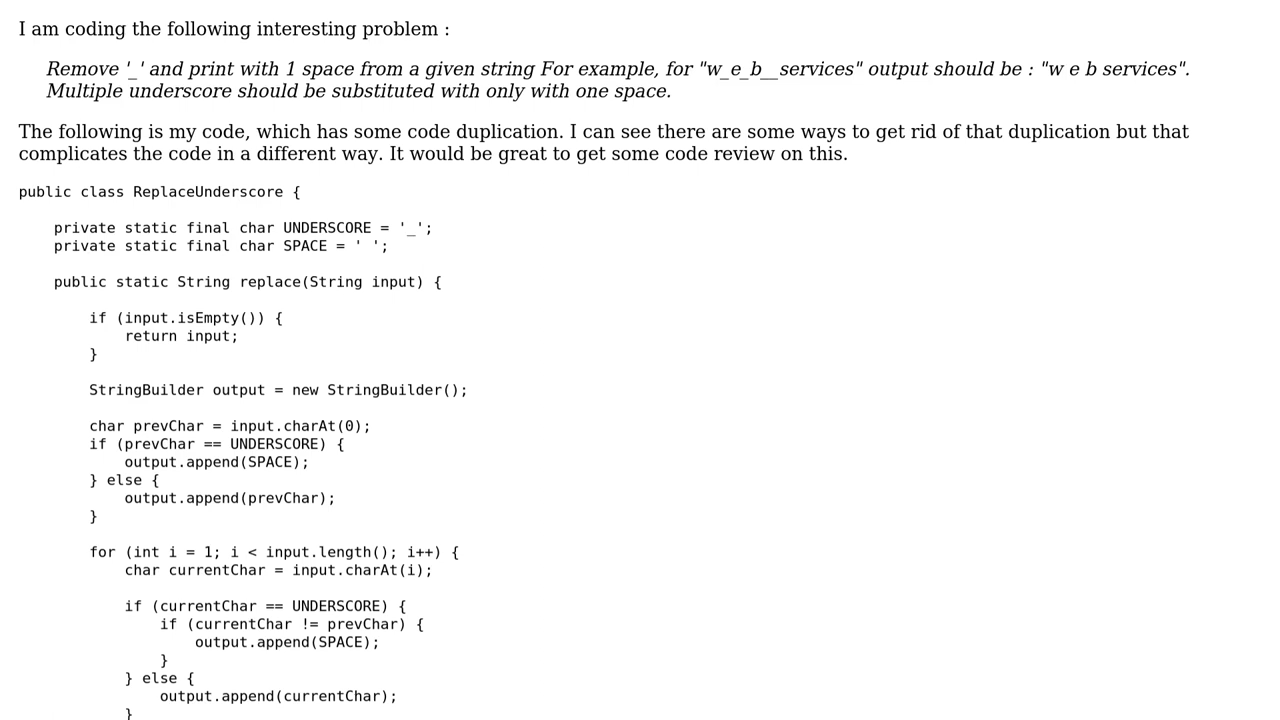 I am coding the following interesting problem :
Remove '_' and print with 1 space from a given string For example, for "w_e_b__services" output should be : "w e b services".
Multiple underscore should be substituted with only with one space.
The following is my code, which has some code duplication. I can see there are some ways to get rid of that duplication but that
complicates the code in a different way. It would be great to get some code review on this.
public class ReplaceUnderscore {
    private static final char UNDERSCORE = '_';
    private static final char SPACE = ' ';
    public static String replace(String input) {
        if (input.isEmpty()) {
            return input;
        }
        StringBuilder output = new StringBuilder();
        char prevChar = input.charAt(0);
        if (prevChar == UNDERSCORE) {
            output.append(SPACE);
        } else {
            output.append(prevChar);
        }
        for (int i = 1; i < input.length(); i++) {
            char currentChar = input.charAt(i);
            if (currentChar == UNDERSCORE) {
                if (currentChar != prevChar) {
                    output.append(SPACE);
                }
            } else {
                output.append(currentChar);
            }